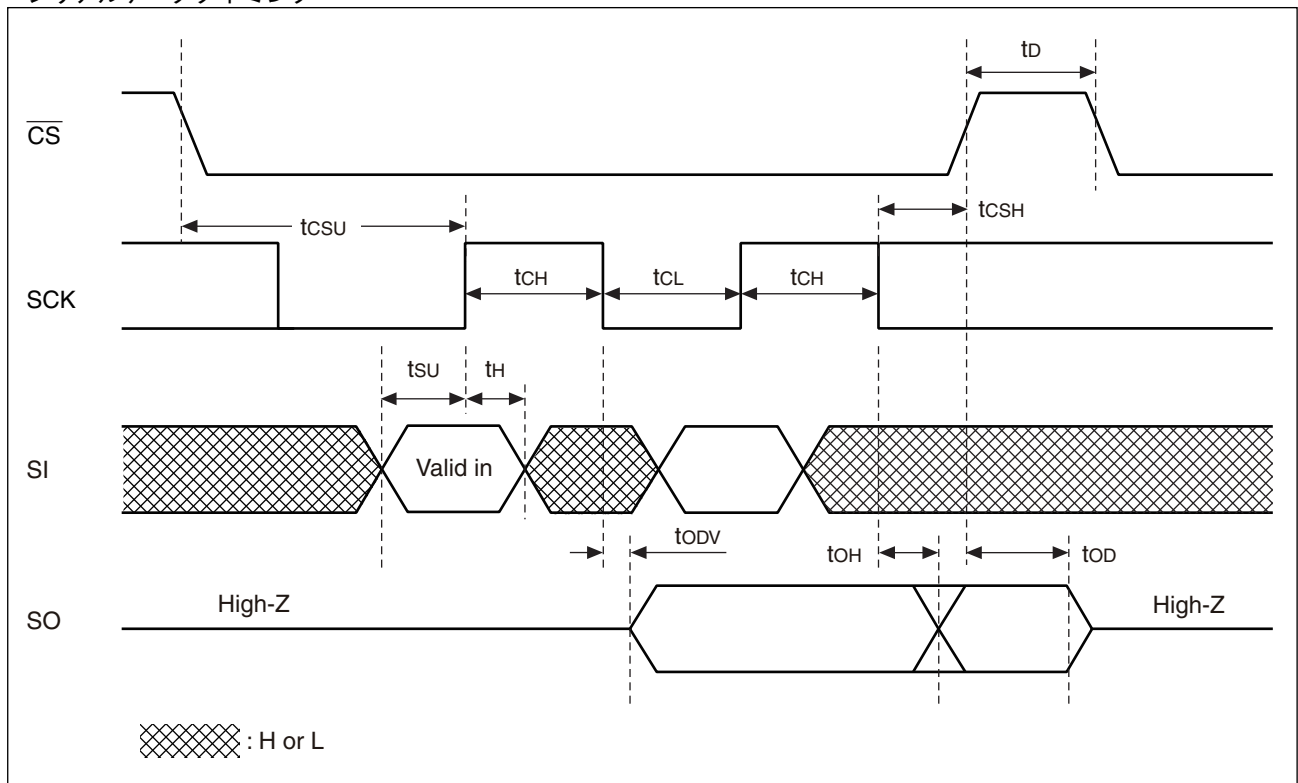 tD
CS
tCSU
tCSH
SCK
tCH
tCL
tCH
tSU
tH
SI
Valid in
tODV
tOH
tOD
SO
High-Z
High-Z
: H or L